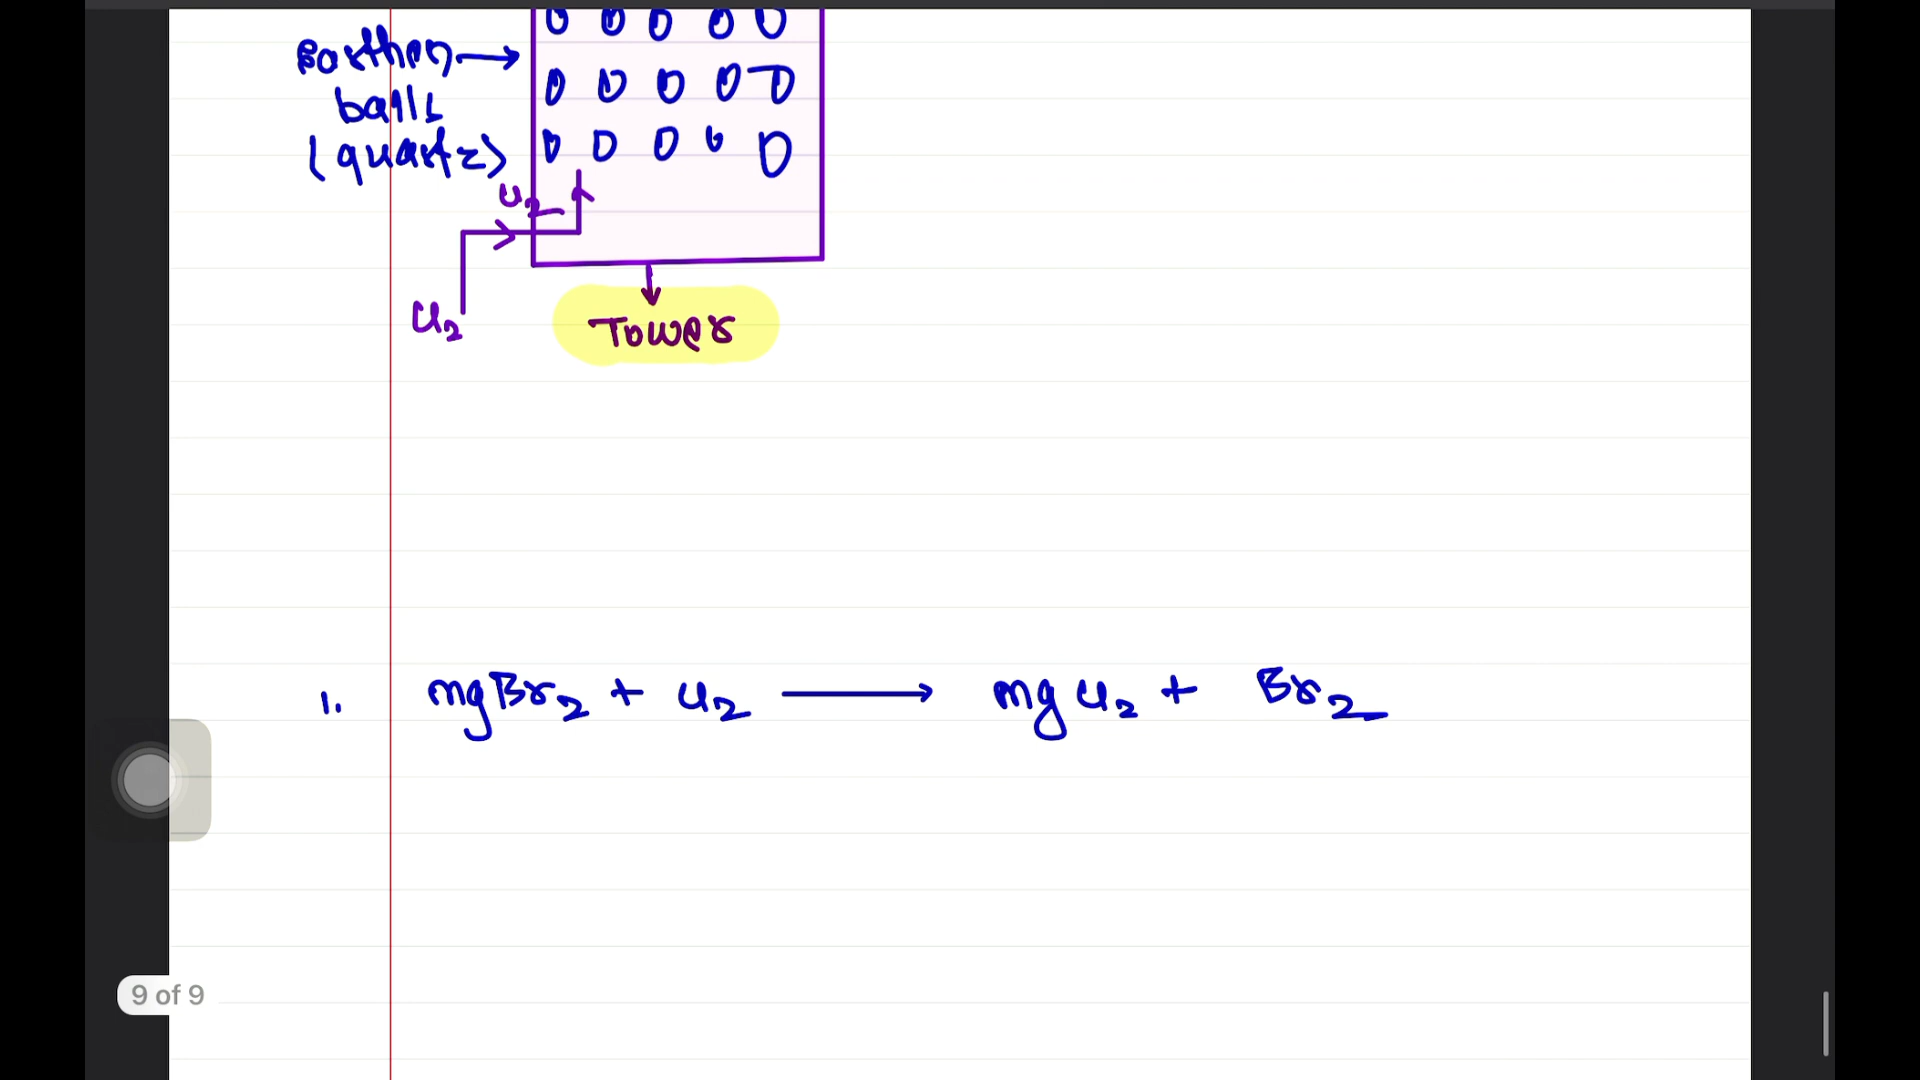 Earthen →
balls
(quartz)
Cl2
Cl2
Tower
1. mgBr2 + Cl2 → mgCl2 + Br2
9 of 9